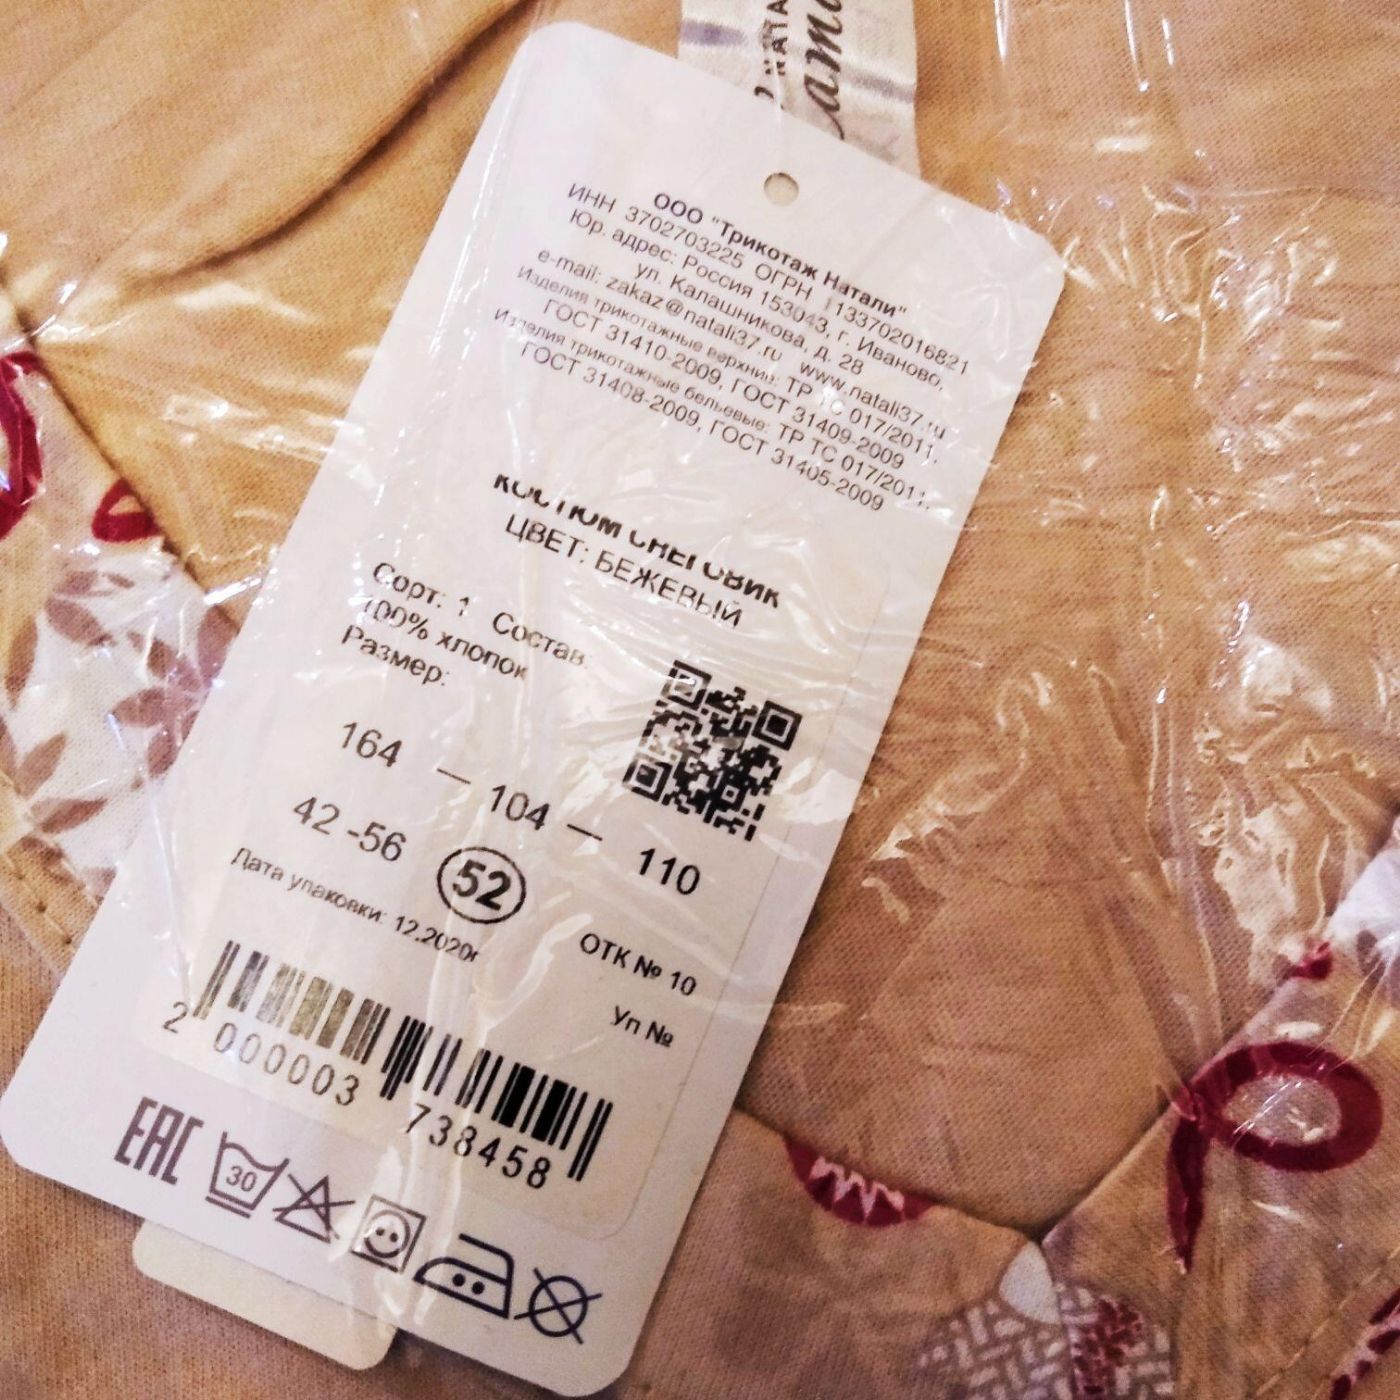 ООО "Трикотаж Натали"
ИНН 3702703225 ОГРН 1133702016821
Юр. адрес: Россия 153043, г. Иваново,
ул. Калашникова, д. 28
e-mail: zakaz@natali37.ru www.natali37.ru
Изделия трикотажные верхние: ТР ТС 017/2011,
ГОСТ 31410-2009, ГОСТ 31409-2009
Изделия трикотажные бельевые: ТР ТС 017/2011,
ГОСТ 31408-2009, ГОСТ 31405-2009
КОСТЮМ СНЕГОВИК
ЦВЕТ: БЕЖЕВЫЙ
Сорт: 1 Состав:
100% хлопок
Размер:
164 — 104 — 110
42-56 52
Дата упаковки: 12.2020г
ОТК № 10
Уп №
2 000003 738458
EAC 30